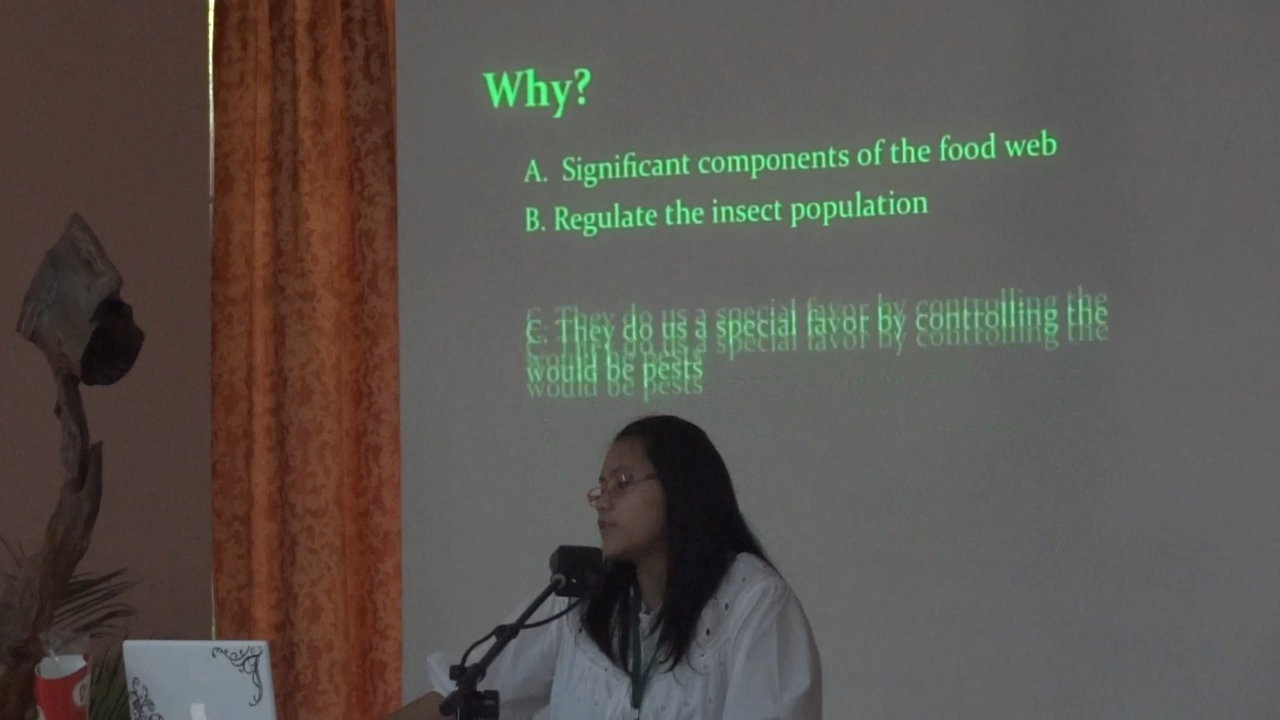 Why?
A. Significant components of the food web
B. Regulate the insect population
C. They do us a special favor by controlling the
would be pests